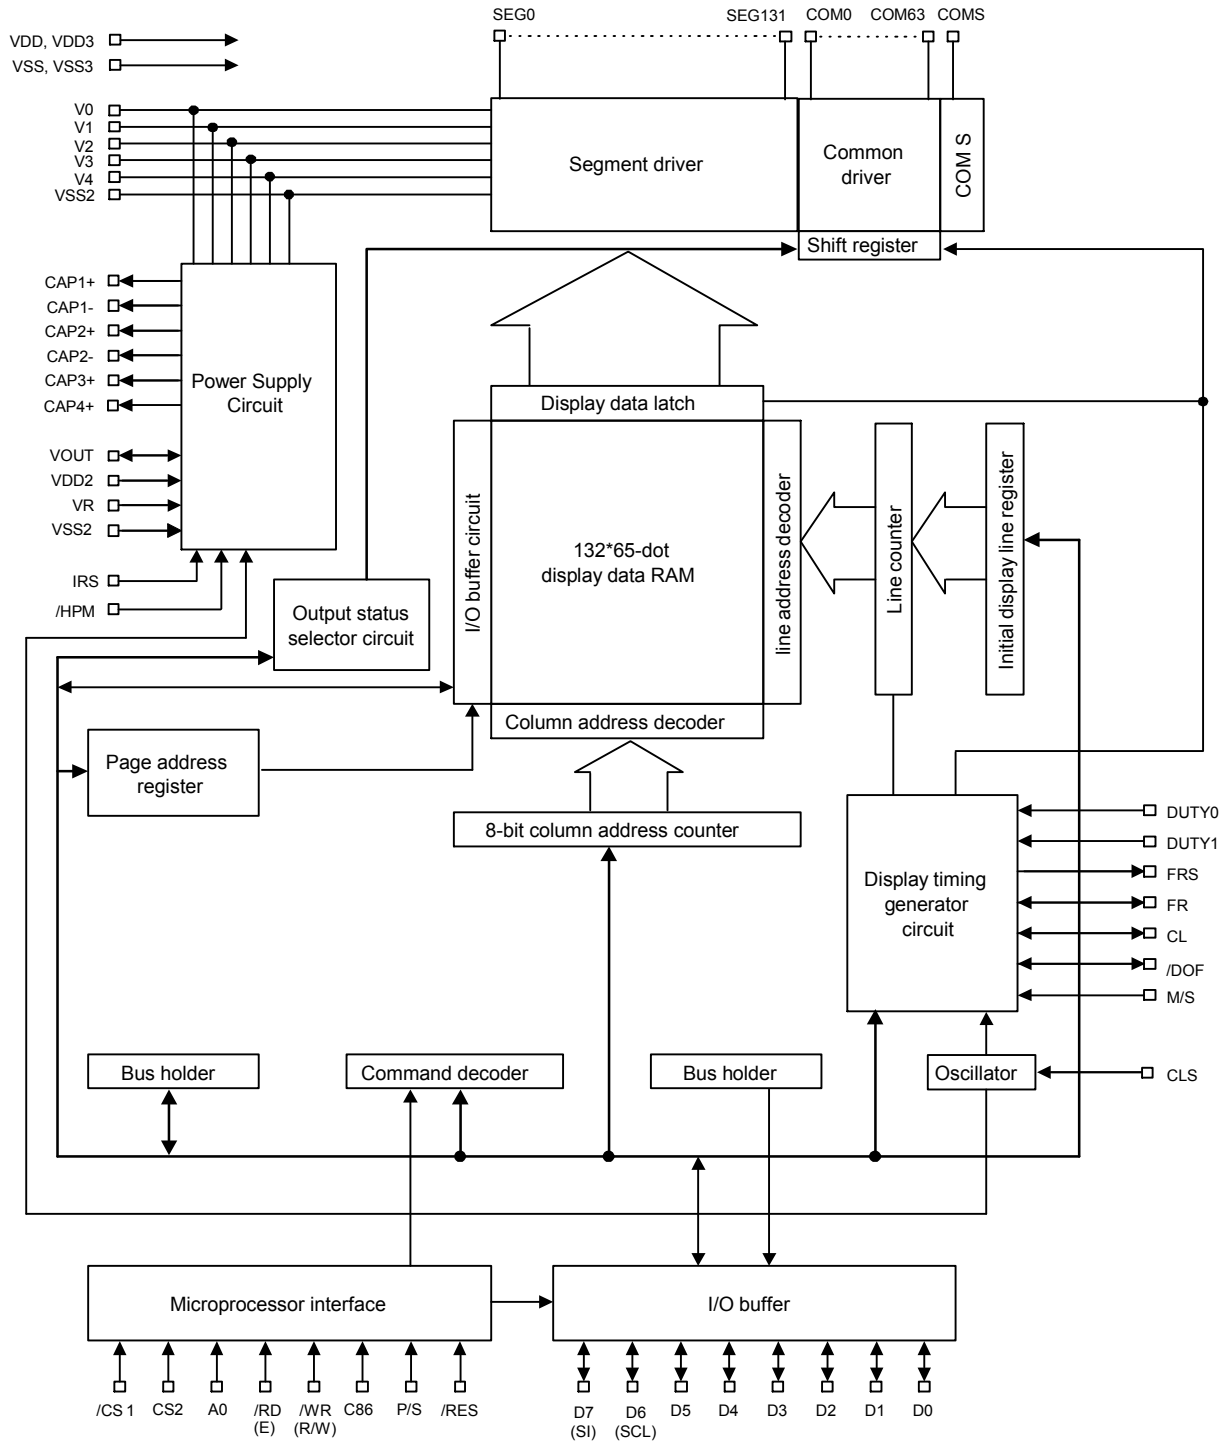 SEG0
SEG131
COM0
COM63
COMS
VDD, VDD3
VSS, VSS3
V0
V1
V2
V3
V4
VSS2
Segment driver
Common
driver
COM S
Shift register
CAP1+
CAP1-
CAP2+
CAP2-
CAP3+
CAP4+
VOUT
VDD2
VR
VSS2
IRS
/HPM
Power Supply
Circuit
Display data latch
I/O buffer circuit
132*65-dot
display data RAM
line address decoder
Line counter
Initial display line register
Output status
selector circuit
Column address decoder
Page address
register
8-bit column address counter
Display timing
generator
circuit
DUTY0
DUTY1
FRS
FR
CL
/DOF
M/S
Bus holder
Command decoder
Bus holder
Oscillator
CLS
Microprocessor interface
I/O buffer
/CS 1
CS2
A0
/RD
(E)
/WR
(R/W)
C86
P/S
/RES
D7
(SI)
D6
(SCL)
D5
D4
D3
D2
D1
D0